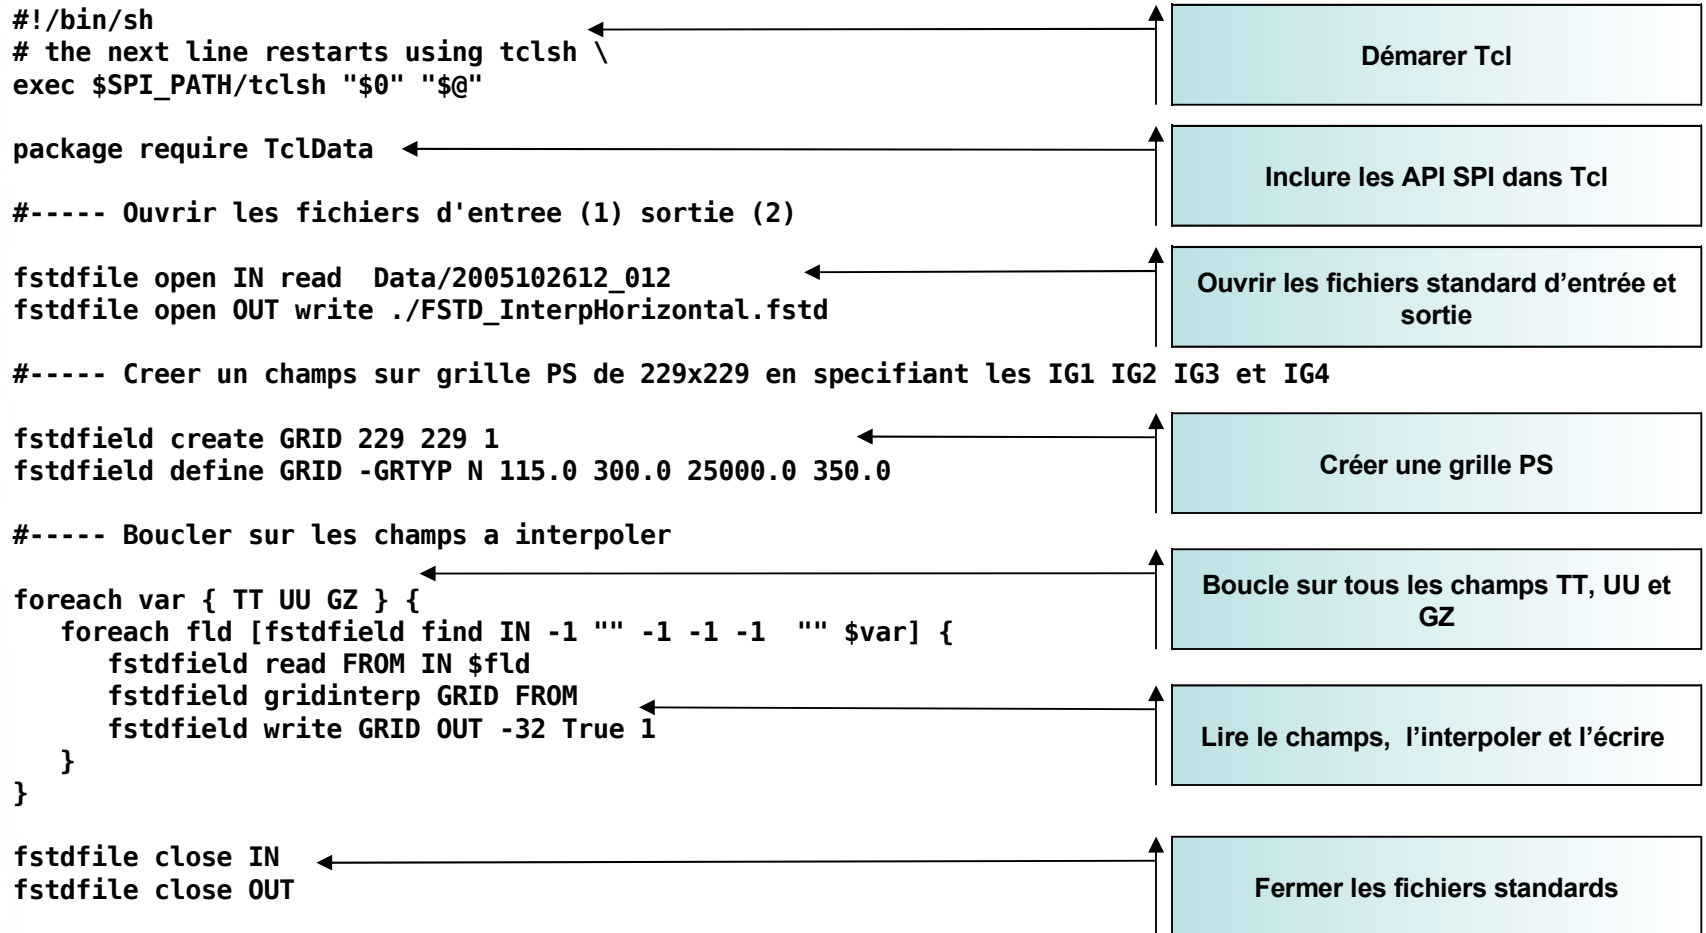 #!/bin/sh
# the next line restarts using tclsh \
exec $SPI_PATH/tclsh "$0" "$@"
Démarer Tcl
package require TclData
Inclure les API SPI dans Tcl
#----- Ouvrir les fichiers d'entree (1) sortie (2)
fstdfile open IN read  Data/2005102612_012
fstdfile open OUT write ./FSTD_InterpHorizontal.fstd
Ouvrir les fichiers standard d’entrée et
sortie
#----- Creer un champs sur grille PS de 229x229 en specifiant les IG1 IG2 IG3 et IG4
fstdfield create GRID 229 229 1
fstdfield define GRID -GRTYP N 115.0 300.0 25000.0 350.0
Créer une grille PS
#----- Boucler sur les champs a interpoler
foreach var { TT UU GZ } {
Boucle sur tous les champs TT, UU et
GZ
   foreach fld [fstdfield find IN -1 "" -1 -1 -1  "" $var] {
      fstdfield read FROM IN $fld
      fstdfield gridinterp GRID FROM
      fstdfield write GRID OUT -32 True 1
   }
}
Lire le champs,  l’interpoler et l’écrire
fstdfile close IN
fstdfile close OUT
Fermer les fichiers standards